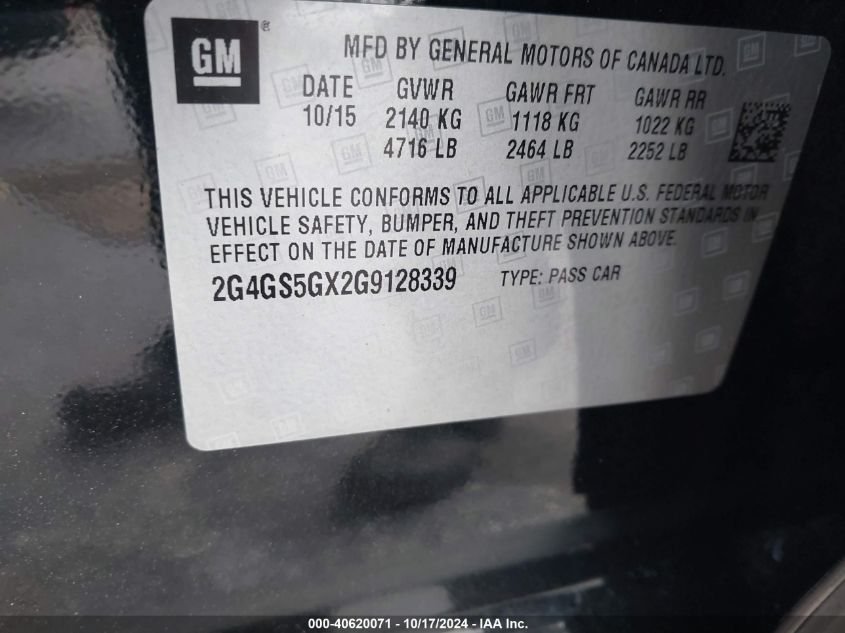 GM ®
MFD BY GENERAL MOTORS OF CANADA LTD.
DATE GVWR GAWR FRT GAWR RR
10/15 2140 KG 1118 KG 1022 KG
4716 LB 2464 LB 2252 LB
THIS VEHICLE CONFORMS TO ALL APPLICABLE U.S. FEDERAL MOTOR
VEHICLE SAFETY, BUMPER, AND THEFT PREVENTION STANDARDS IN
EFFECT ON THE DATE OF MANUFACTURE SHOWN ABOVE.
2G4GS5GX2G9128339 TYPE: PASS CAR
000-40620071 - 10/17/2024 - IAA Inc.